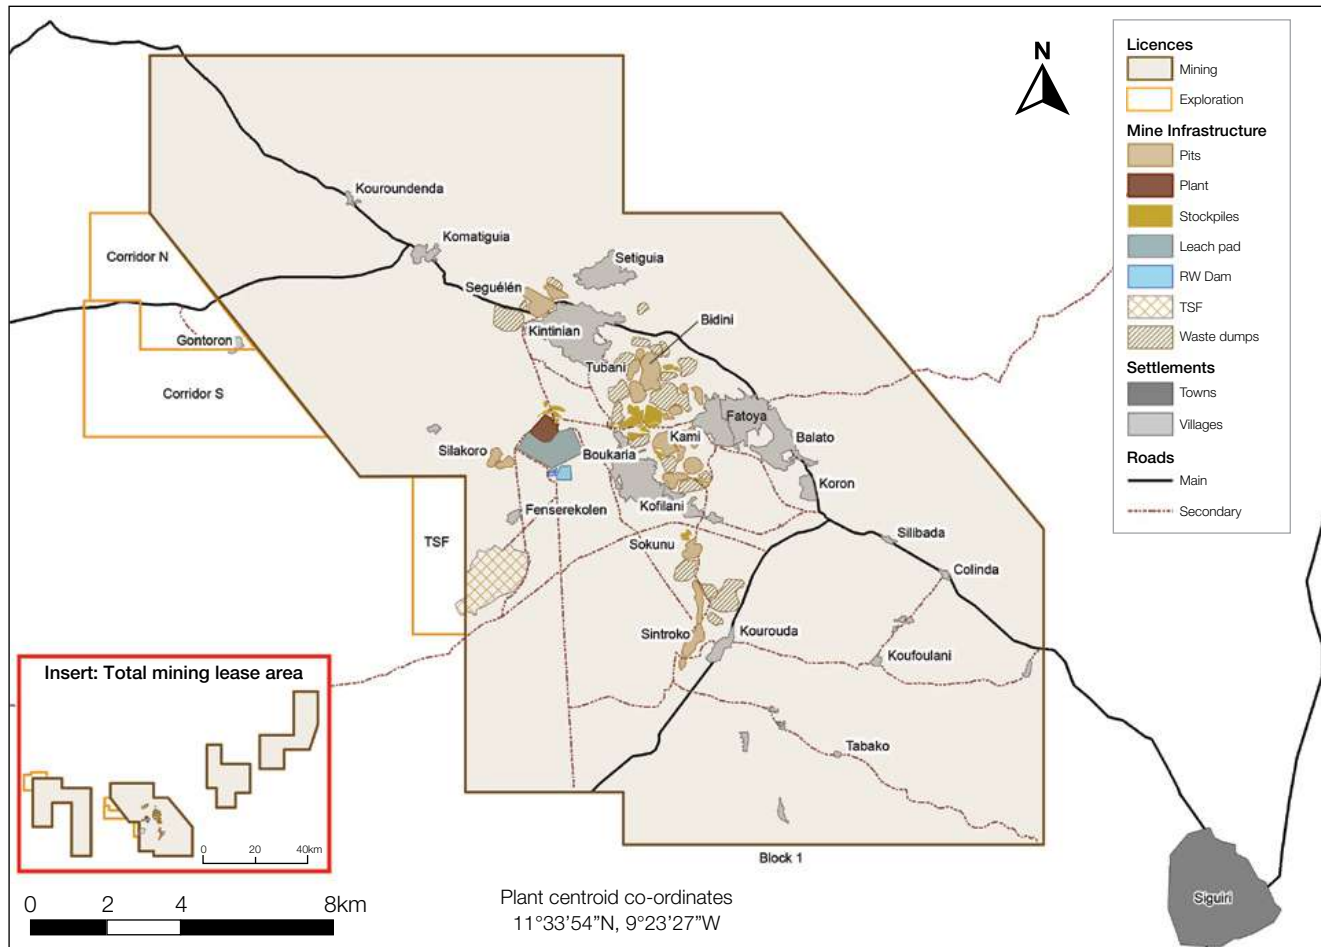 N
Licences
Mining
Exploration
Mine Infrastructure
Pits
Plant
Stockpiles
Leach pad
RW Dam
TSF
Waste dumps
Settlements
Towns
Villages
Roads
Main
Secondary
Kouroundenda
Komatiguia
Corridor N
Setiguia
Seguélén
Bidini
Kintinian
Gontoron
Tubani
Corridor S
Fatoya
Kami
Balato
Silakoro
Boukaria
Koron
Kofilani
Fenserekolen
Silibada
TSF
Sokunu
Colinda
Sintroko
Kourouda
Koufoulani
Tabako
Block 1
Siguiri
Insert: Total mining lease area
0 20 40km
0 2 4 8km
Plant centroid co-ordinates
11°33’54”N, 9°23’27”W